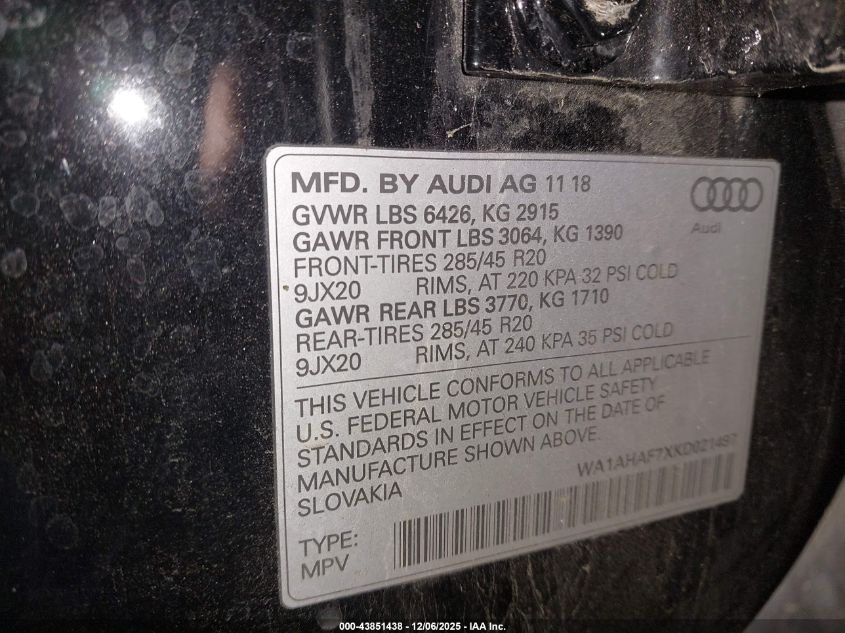 MFD. BY AUDI AG 11 18
Audi
GVWR LBS 6426, KG 2915
GAWR FRONT LBS 3064, KG 1390
FRONT-TIRES 285/45 R20
9JX20 RIMS, AT 220 KPA 32 PSI COLD
GAWR REAR LBS 3770, KG 1710
REAR-TIRES 285/45 R20
9JX20 RIMS, AT 240 KPA 35 PSI COLD
THIS VEHICLE CONFORMS TO ALL APPLICABLE
U.S. FEDERAL MOTOR VEHICLE SAFETY
STANDARDS IN EFFECT ON THE DATE OF
MANUFACTURE SHOWN ABOVE.
SLOVAKIA
WA1AHAF7XKD021497
TYPE:
MPV
000-43851438 - 12/06/2025 - IAA Inc.